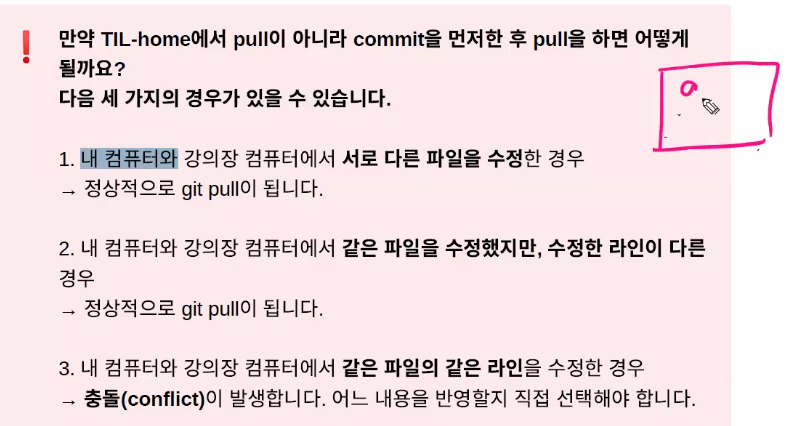 ❗ 만약 TIL-home에서 pull이 아니라 commit을 먼저한 후 pull을 하면 어떻게
될까요?
다음 세 가지의 경우가 있을 수 있습니다.
1. 내 컴퓨터와 강의장 컴퓨터에서 서로 다른 파일을 수정한 경우
→ 정상적으로 git pull이 됩니다.
2. 내 컴퓨터와 강의장 컴퓨터에서 같은 파일을 수정했지만, 수정한 라인이 다른
경우
→ 정상적으로 git pull이 됩니다.
3. 내 컴퓨터와 강의장 컴퓨터에서 같은 파일의 같은 라인을 수정한 경우
→ 충돌(conflict)이 발생합니다. 어느 내용을 반영할지 직접 선택해야 합니다.